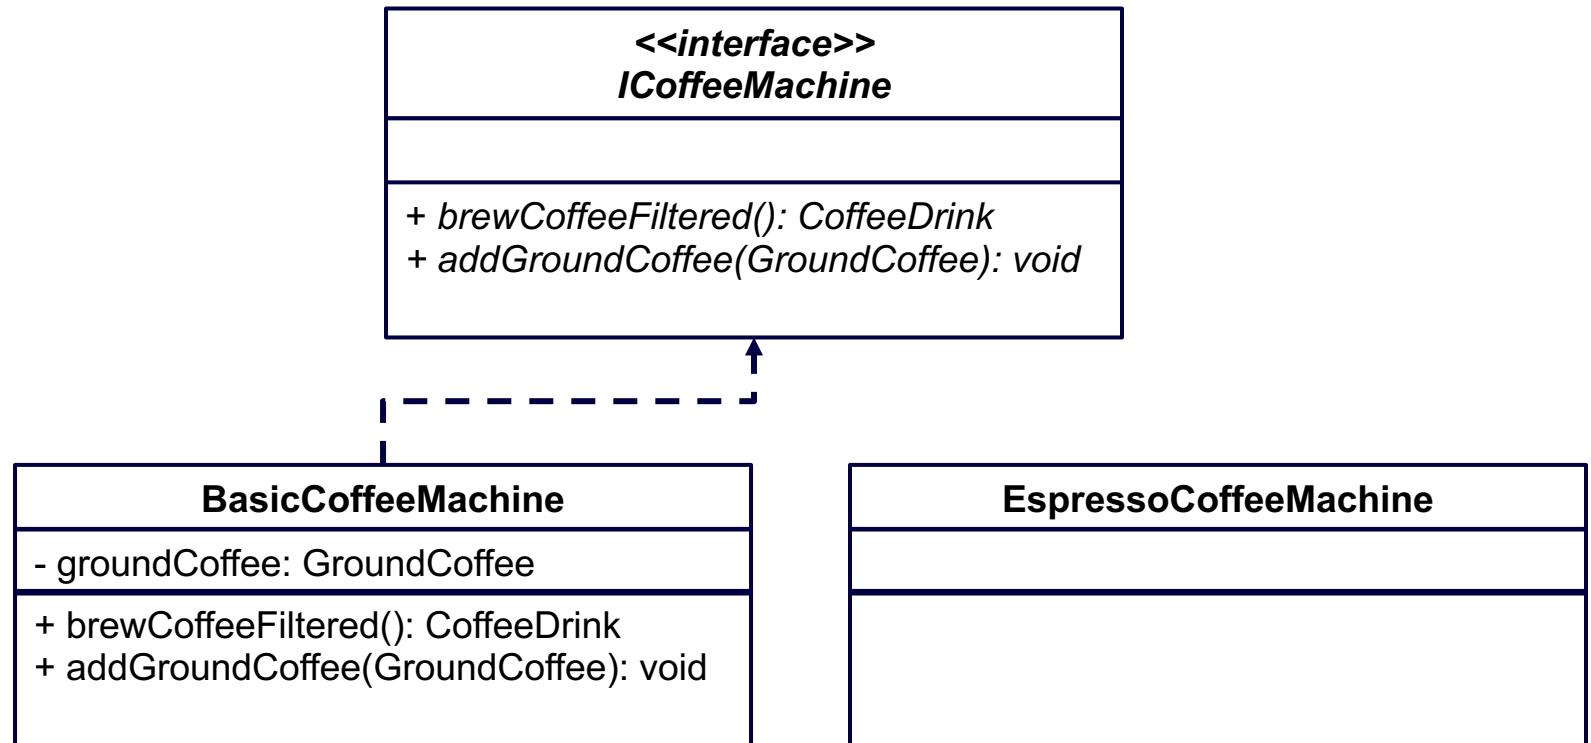 <<interface>>
ICoffeeMachine
+ brewCoffeeFiltered(): CoffeeDrink
+ addGroundCoffee(GroundCoffee): void
BasicCoffeeMachine
- groundCoffee: GroundCoffee
+ brewCoffeeFiltered(): CoffeeDrink
+ addGroundCoffee(GroundCoffee): void
EspressoCoffeeMachine